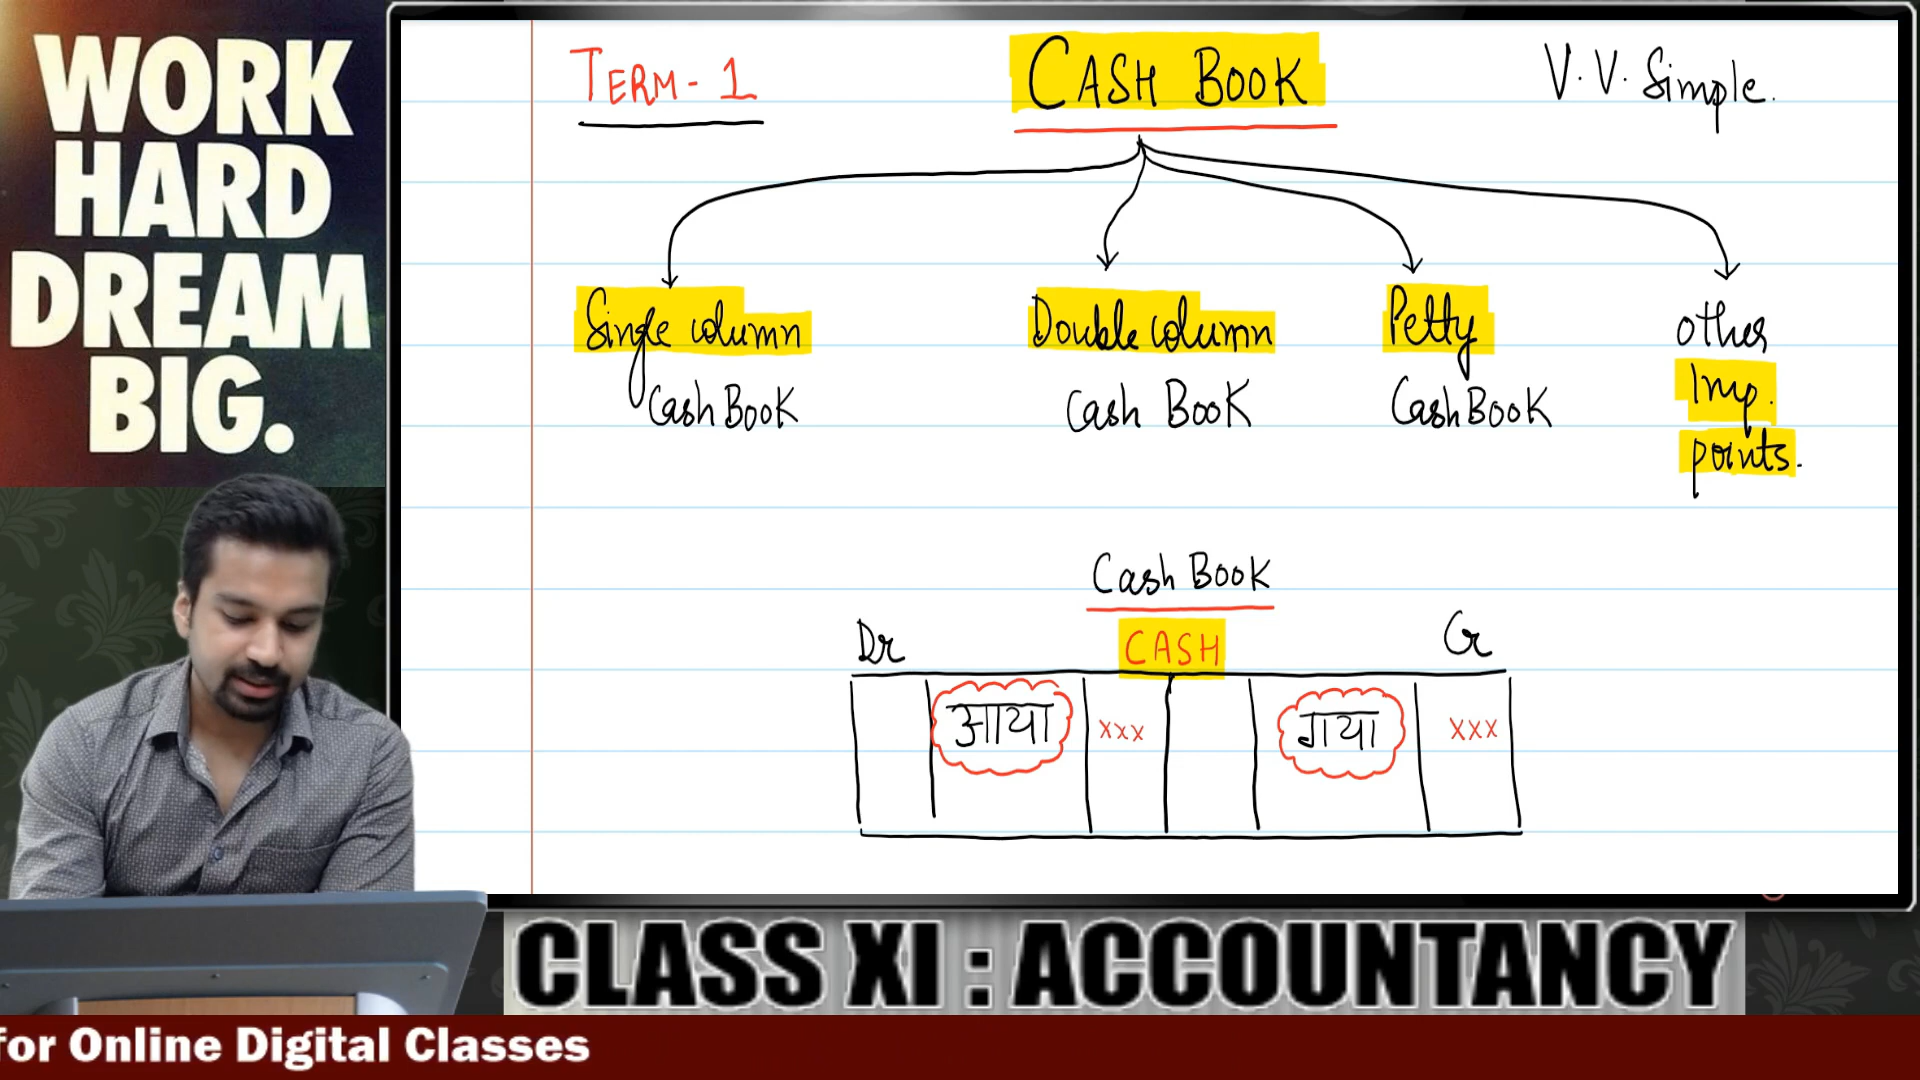 WORK
HARD
DREAM
BIG.
TERM-1
CASH BOOK
V.V. Simple.
Single column
Cash Book
Double column
Cash Book
Petty
Cash Book
other
Imp.
points.
Cash Book
Dr
CASH
Cr
आया
xxx
गया
xxx
CLASS XI : ACCOUNTANCY
for Online Digital Classes